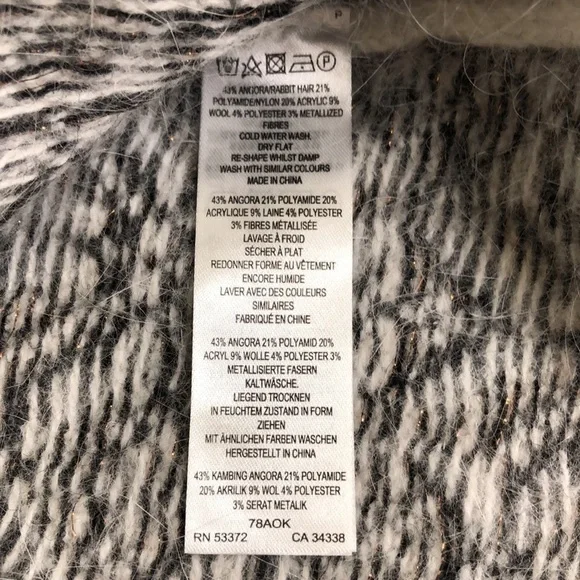 P
43% ANGORA/RABBIT HAIR 21%
POLYAMIDE/NYLON 20% ACRYLIC 9%
WOOL 4% POLYESTER 3% METALLIZED
FIBRES
COLD WATER WASH,
DRY FLAT
RE-SHAPE WHILST DAMP
WASH WITH SIMILAR COLOURS
MADE IN CHINA
43% ANGORA 21% POLYAMIDE 20%
ACRYLIQUE 9% LAINE 4% POLYESTER
3% FIBRES MÉTALLISÉE
LAVAGE À FROID
SÉCHER À PLAT
REDONNER FORME AU VÊTEMENT
ENCORE HUMIDE
LAVER AVEC DES COULEURS
SIMILAIRES
FABRIQUÉ EN CHINE
43% ANGORA 21% POLYAMID 20%
ACRYL 9% WOLLE 4% POLYESTER 3%
METALLISIERTE FASERN
KALTWÄSCHE.
LIEGEND TROCKNEN
IN FEUCHTEM ZUSTAND IN FORM
ZIEHEN
MIT ÄHNLICHEN FARBEN WASCHEN
HERGESTELLT IN CHINA
43% KAMBING ANGORA 21% POLYAMIDE
20% AKRILIK 9% WOL 4% POLYESTER
3% SERAT METALIK
78AOK
RN 53372 CA 34338